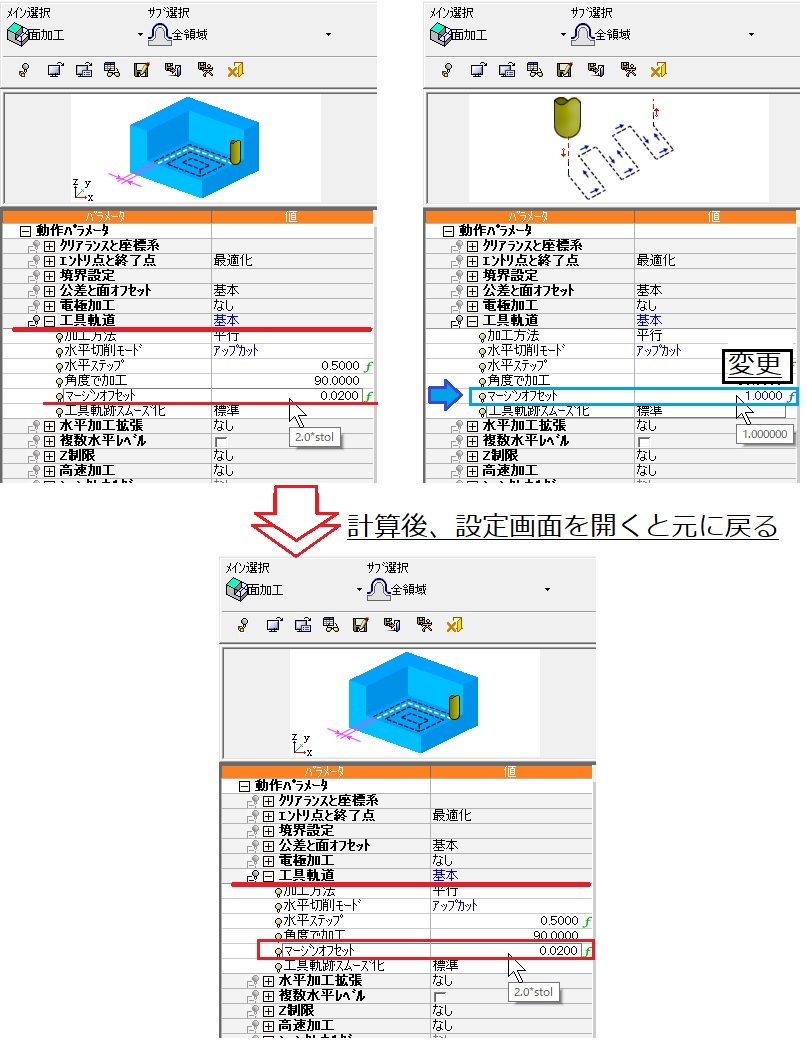 メイン選択
サブ選択
面加工
全領域
z y
x
パラメータ
値
動作パラメータ
クリアランスと座標系
エントリ点と終了点 最適化
境界設定
公差と面オフセット 基本
電極加工 なし
工具軌道 基本
加工方法 平行
水平切削モード アップカット
水平ステップ 0.5000 f
角度で加工 90.0000
マージンオフセット 0.0200 f
工具軌跡スムーズ化 標準
2.0*stol
水平加工拡張 なし
複数水平レベル
Z制限 なし
高速加工 なし
メイン選択
サブ選択
面加工
全領域
パラメータ
値
動作パラメータ
クリアランスと座標系
エントリ点と終了点 最適化
境界設定
公差と面オフセット 基本
電極加工 なし
工具軌道 基本
加工方法 平行
水平切削モード アップカット
水平ステップ
変更
角度で加工
マージンオフセット 1.0000 f
工具軌跡スムーズ化 標準
1.000000
水平加工拡張 なし
複数水平レベル
Z制限 なし
高速加工 なし
計算後、設定画面を開くと元に戻る
メイン選択
サブ選択
面加工
全領域
z y
x
パラメータ
値
動作パラメータ
クリアランスと座標系
エントリ点と終了点 最適化
境界設定
公差と面オフセット 基本
電極加工 なし
工具軌道 基本
加工方法 平行
水平切削モード アップカット
水平ステップ 0.5000 f
角度で加工 90.0000
マージンオフセット 0.0200 f
工具軌跡スムーズ化 標準
2.0*stol
水平加工拡張 なし
複数水平レベル
Z制限 なし
高速加工 なし